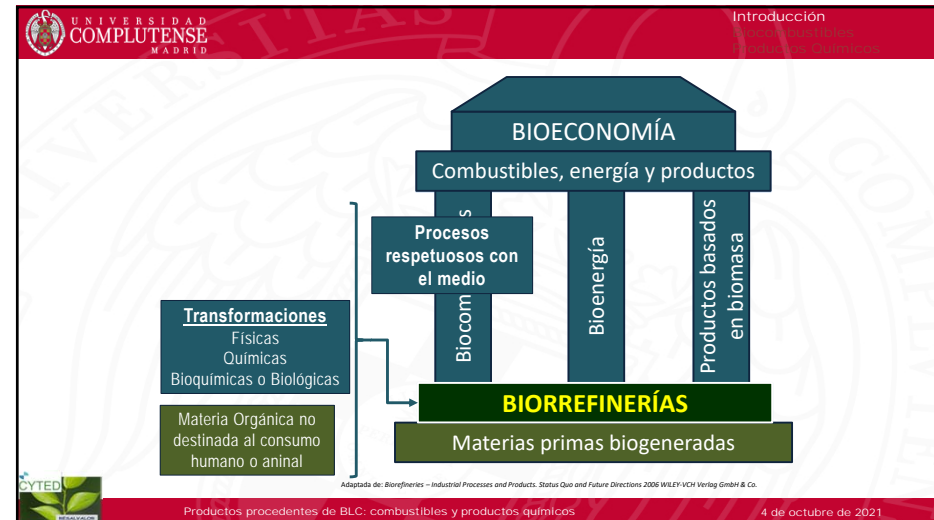 UNIVERSIDAD
COMPLUTENSE
MADRID
Introducción
Biocombustibles
Productos Químicos
BIOECONOMÍA
Combustibles, energía y productos
Procesos
respetuosos con
el medio
Bioenergía
Productos basados
en biomasa
Transformaciones
Físicas
Químicas
Bioquímicas o Biológicas
BIORREFINERÍAS
Materia Orgánica no
destinada al consumo
humano o aninal
Materias primas biogeneradas
Adaptada de: Biorefineries – Industrial Processes and Products. Status Quo and Future Directions 2006 WILEY-VCH Verlag GmbH & Co.
CYTED
Productos procedentes de BLC: combustibles y productos químicos
4 de octubre de 2021